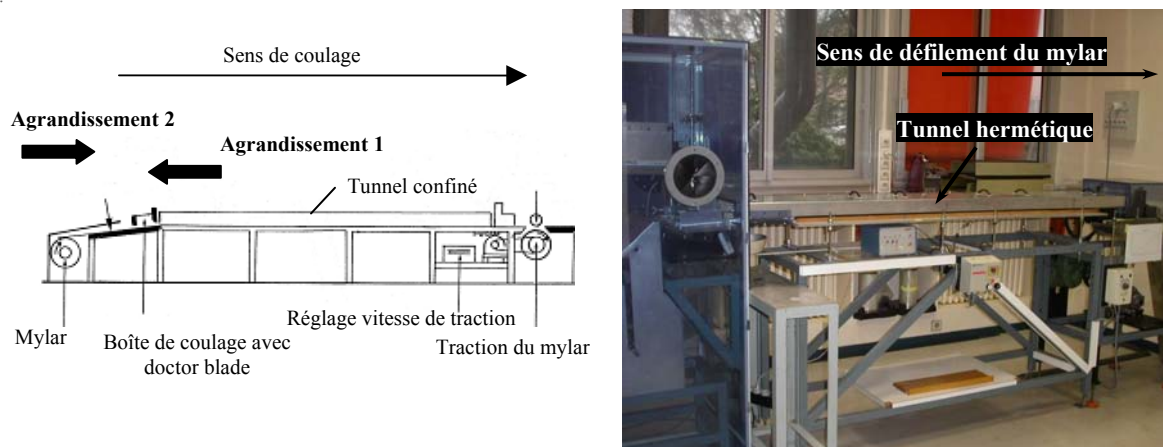 Sens de coulage
Agrandissement 2
Agrandissement 1
Tunnel confiné
Mylar
Boîte de coulage avec
doctor blade
Réglage vitesse de traction
Traction du mylar
Sens de défilement du mylar
Tunnel hermétique